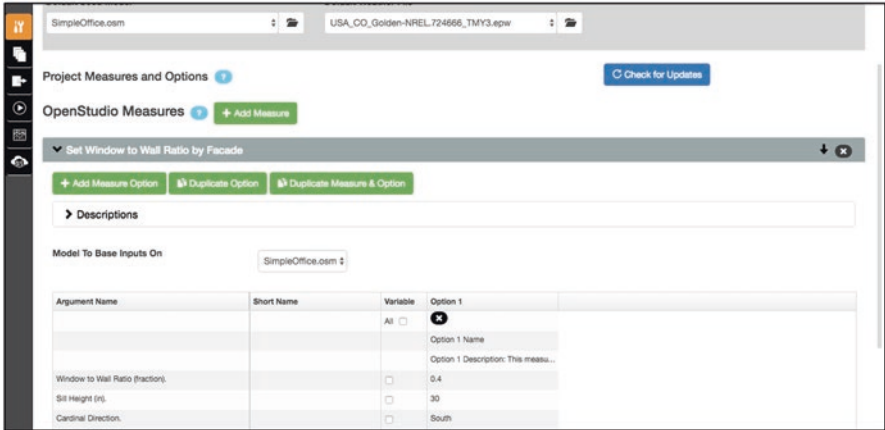 SimpleOffice.osm USA_CO_Golden-NREL.724666_TMY3.epw
Project Measures and Options ? Check for Updates
OpenStudio Measures ? + Add Measure
Set Window to Wall Ratio by Facade
+ Add Measure Option Duplicate Option Duplicate Measure & Option
Descriptions
Model To Base Inputs On SimpleOffice.osm
Argument Name Short Name Variable Option 1
All
Option 1 Name
Option 1 Description: This measu...
Window to Wall Ratio (fraction). 0.4
Sill Height (in). 30
Cardinal Direction. South